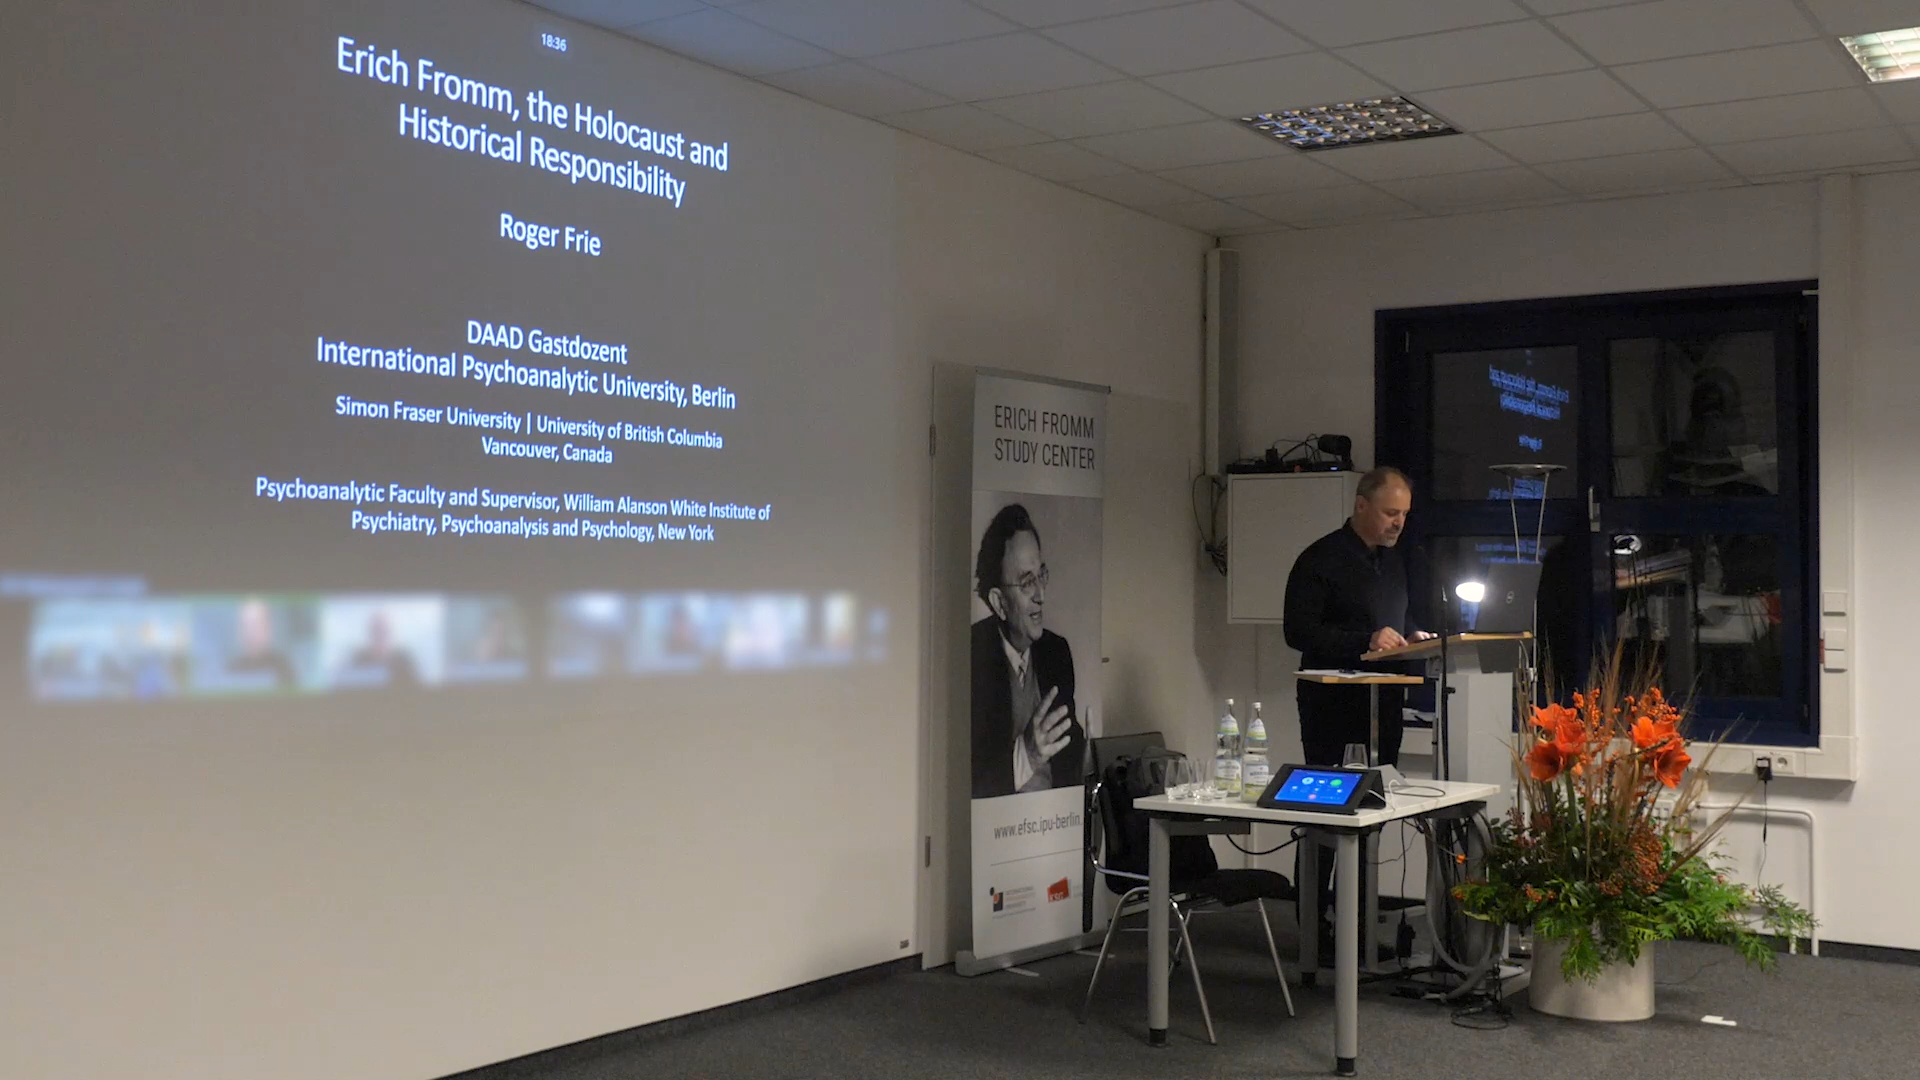 18:36
Erich Fromm, the Holocaust and
Historical Responsibility
Roger Frie
DAAD Gastdozent
International Psychoanalytic University, Berlin
Simon Fraser University | University of British Columbia
Vancouver, Canada
Psychoanalytic Faculty and Supervisor, William Alanson White Institute of
Psychiatry, Psychoanalysis and Psychology, New York
ERICH FROMM
STUDY CENTER
www.efsc.ipu-berlin.